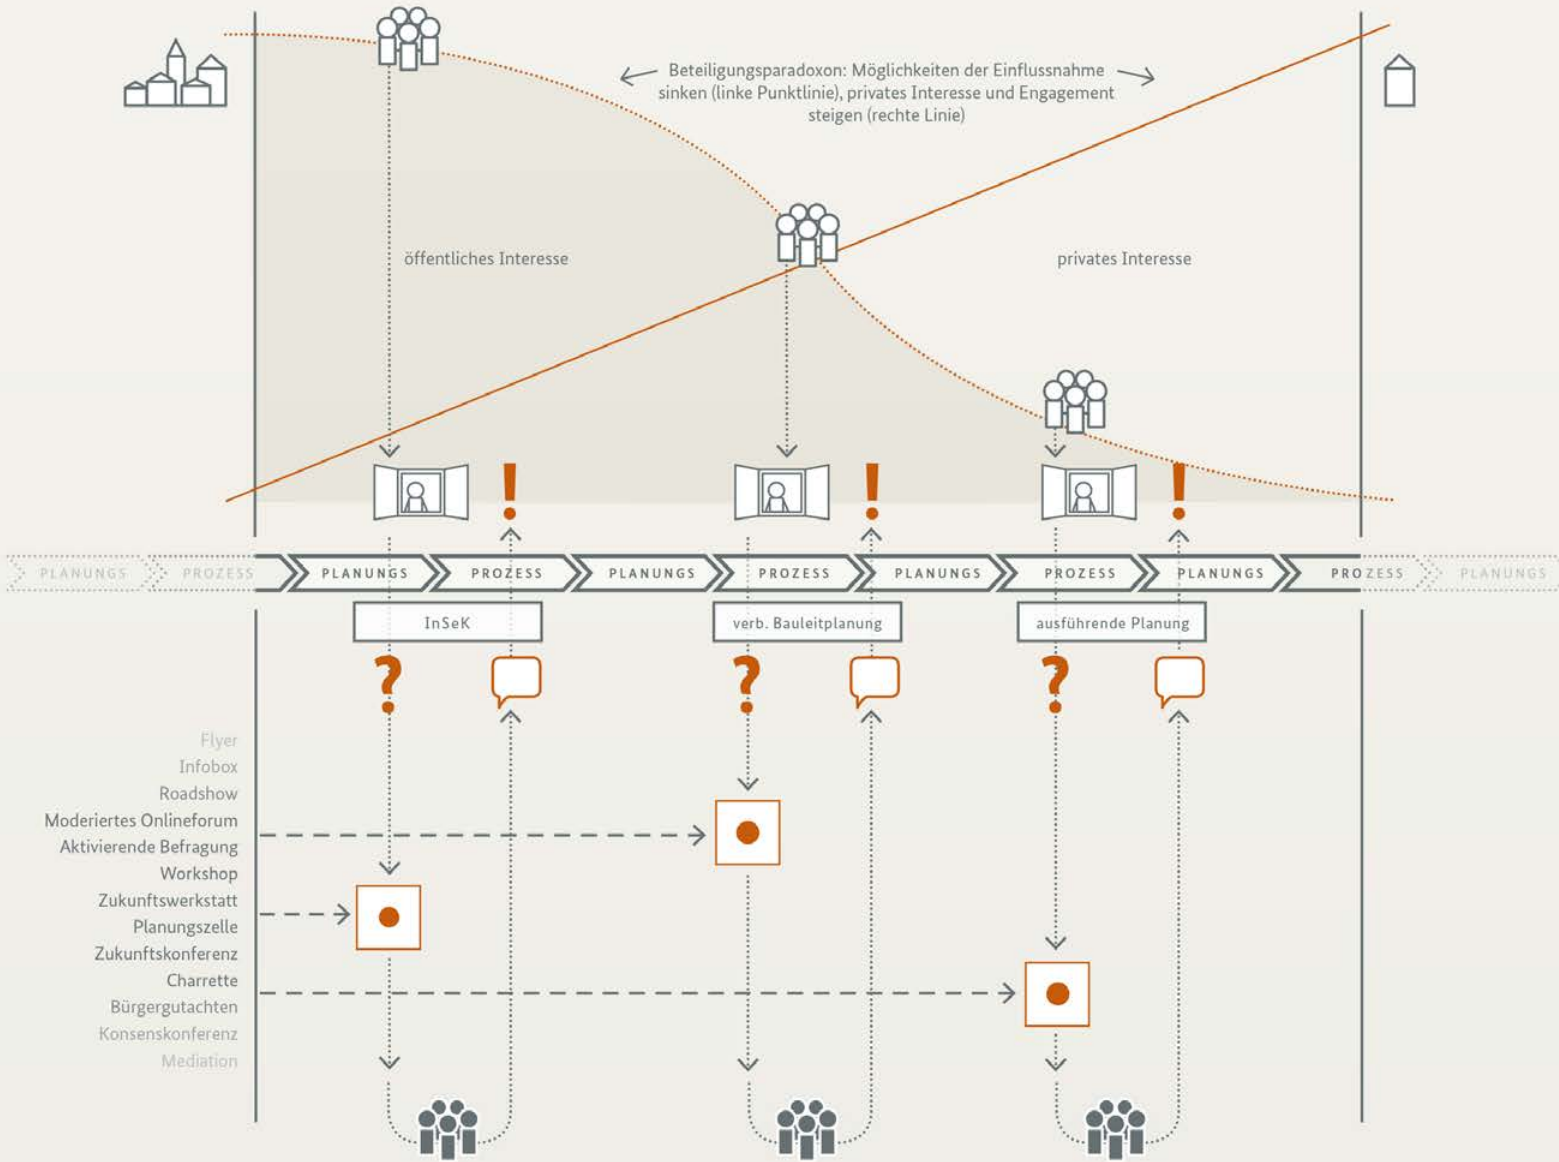 Beteiligungsparadoxon: Möglichkeiten der Einflussnahme
sinken (linke Punktlinie), privates Interesse und Engagement
steigen (rechte Linie)
öffentliches Interesse
privates Interesse
!
!
!
PLANUNGS PROZESS PLANUNGS PROZESS PLANUNGS PROZESS PLANUNGS PROZESS PLANUNGS PROZESS PLANUNGS
InSeK
verb. Bauleitplanung
ausführende Planung
?
?
?
Flyer
Infobox
Roadshow
Moderiertes Onlineforum
Aktivierende Befragung
Workshop
Zukunftswerkstatt
Planungszelle
Zukunftskonferenz
Charrette
Bürgergutachten
Konsenskonferenz
Mediation